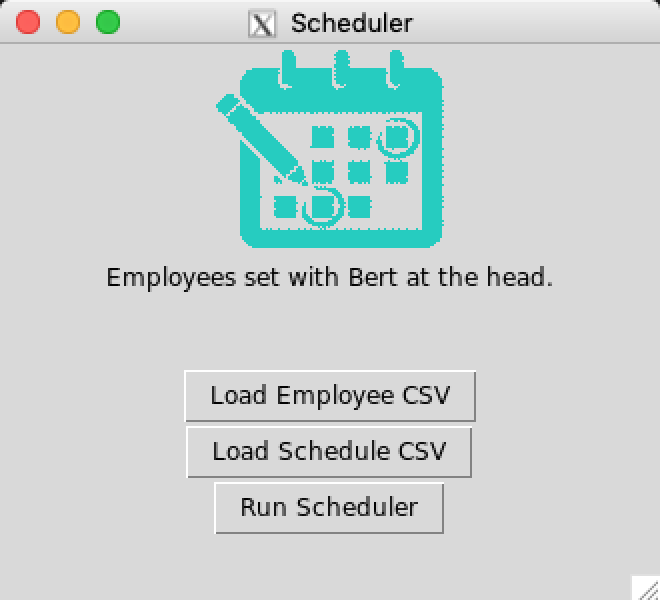 Scheduler
Employees set with Bert at the head.
Load Employee CSV
Load Schedule CSV
Run Scheduler